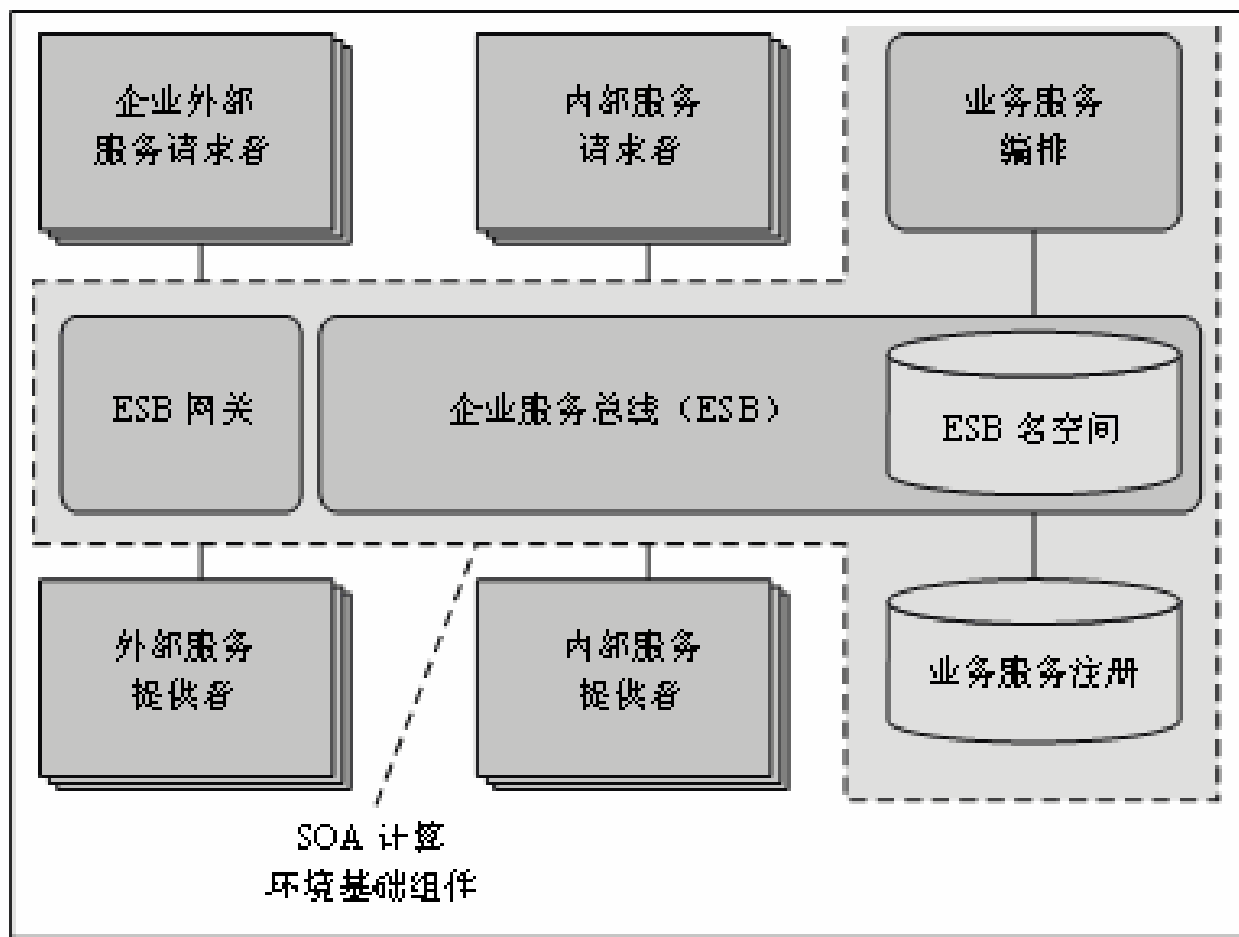 企业外部
服务请求者
内部服务
请求者
业务服务
编排
ESB 网关
企业服务总线（ESB）
ESB 名空间
外部服务
提供者
内部服务
提供者
业务服务注册
SOA 计算
环境基础组件